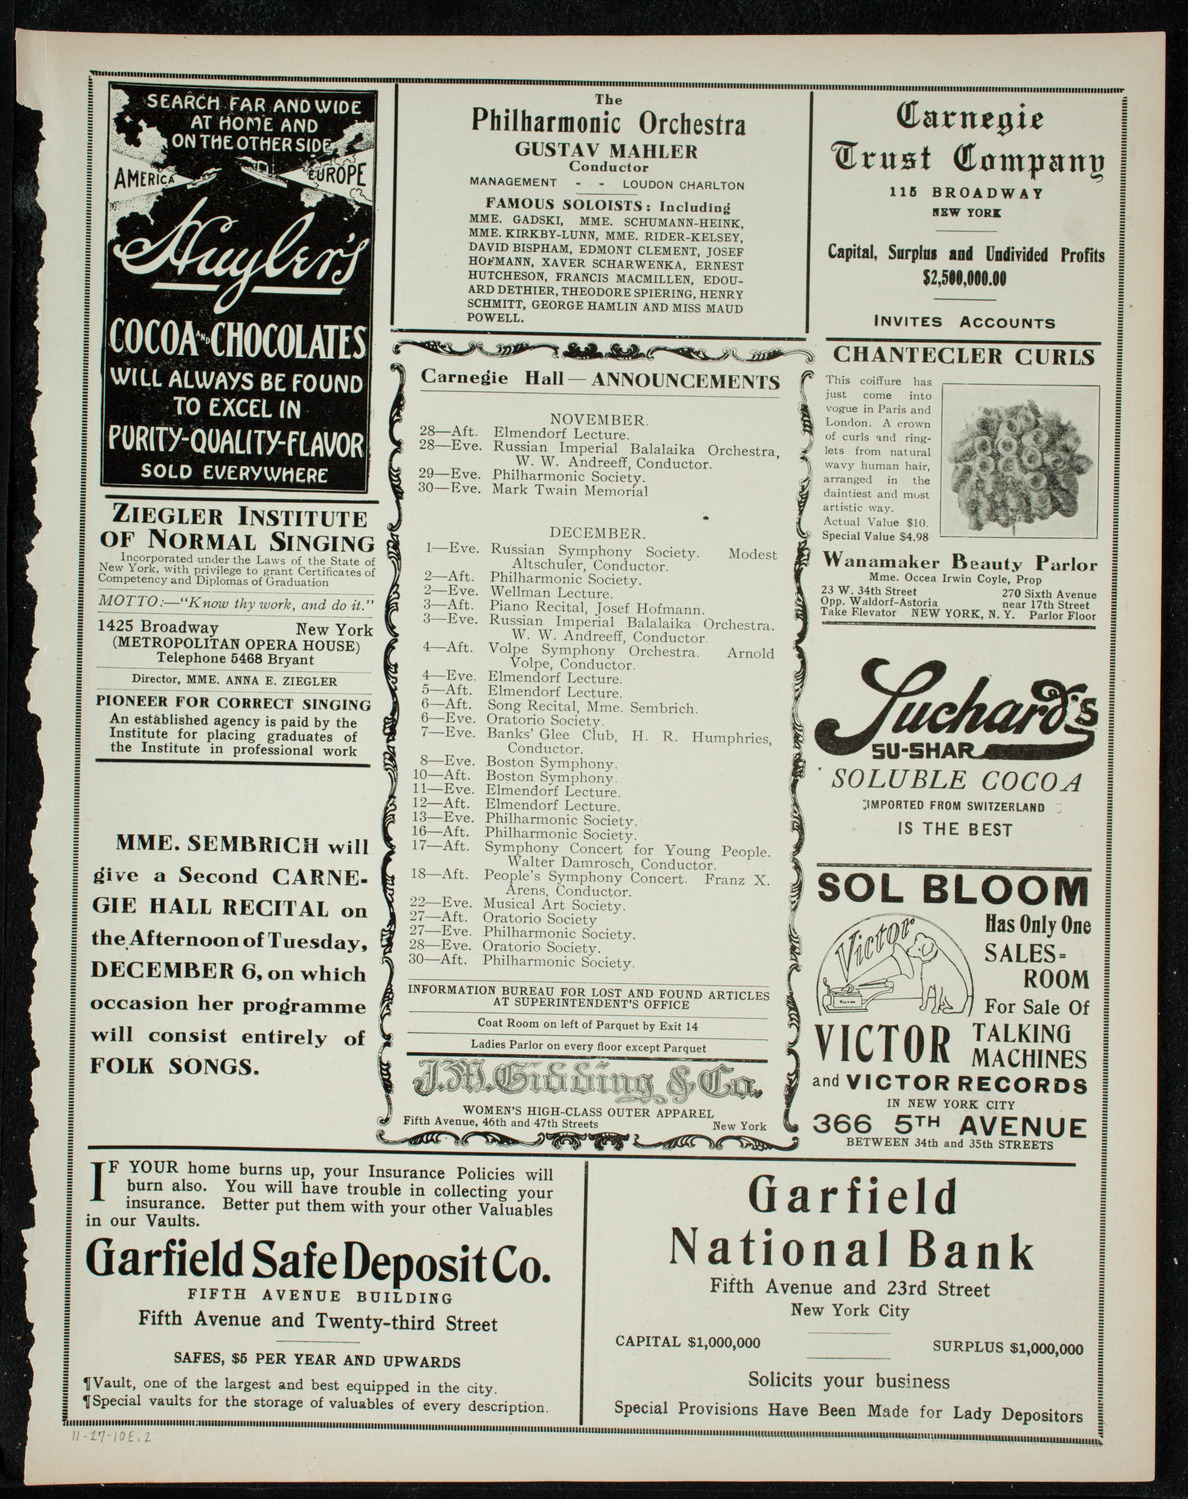 SEARCH FAR AND WIDE
AT HOME AND
ON THE OTHER SIDE
AMERICA
EUROPE
Huyler's
COCOA AND CHOCOLATES
WILL ALWAYS BE FOUND
TO EXCEL IN
PURITY-QUALITY-FLAVOR
SOLD EVERYWHERE
ZIEGLER INSTITUTE
OF NORMAL SINGING
Incorporated under the Laws of the State of
New York, with privilege to grant Certificates of
Competency and Diplomas of Graduation
MOTTO:—"Know thy work, and do it."
1425 Broadway New York
(METROPOLITAN OPERA HOUSE)
Telephone 5468 Bryant
Director, MME. ANNA E. ZIEGLER
PIONEER FOR CORRECT SINGING
An established agency is paid by the
Institute for placing graduates of
the Institute in professional work
MME. SEMBRICH will
give a Second CARNE-
GIE HALL RECITAL on
the Afternoon of Tuesday,
DECEMBER 6, on which
occasion her programme
will consist entirely of
FOLK SONGS.
The
Philharmonic Orchestra
GUSTAV MAHLER
Conductor
MANAGEMENT - - LOUDON CHARLTON
FAMOUS SOLOISTS: Including
MME. GADSKI, MME. SCHUMANN-HEINK,
MME. KIRKBY-LUNN, MME. RIDER-KELSEY,
DAVID BISPHAM, EDMONT CLEMENT, JOSEF
HOFMANN, XAVER SCHARWENKA, ERNEST
HUTCHESON, FRANCIS MACMILLEN, EDOU-
ARD DETHIER, THEODORE SPIERING, HENRY
SCHMITT, GEORGE HAMLIN AND MISS MAUD
POWELL.
Carnegie Hall—ANNOUNCEMENTS
NOVEMBER.
28—Aft. Elmendorf Lecture.
28—Eve. Russian Imperial Balalaika Orchestra,
W. W. Andreeff, Conductor.
29—Eve. Philharmonic Society.
30—Eve. Mark Twain Memorial
DECEMBER.
1—Eve. Russian Symphony Society. Modest
Altschuler, Conductor.
2—Aft. Philharmonic Society.
2—Eve. Wellman Lecture.
3—Aft. Piano Recital, Josef Hofmann.
3—Eve. Russian Imperial Balalaika Orchestra.
W. W. Andreeff, Conductor.
4—Aft. Volpe Symphony Orchestra. Arnold
Volpe, Conductor.
4—Eve. Elmendorf Lecture.
5—Aft. Elmendorf Lecture.
6—Aft. Song Recital, Mme. Sembrich.
6—Eve. Oratorio Society.
7—Eve. Banks' Glee Club, H. R. Humphries,
Conductor.
8—Eve. Boston Symphony.
10—Aft. Boston Symphony.
11—Eve. Elmendorf Lecture.
12—Aft. Elmendorf Lecture.
13—Eve. Philharmonic Society.
16—Aft. Philharmonic Society.
17—Aft. Symphony Concert for Young People.
Walter Damrosch, Conductor.
18—Aft. People's Symphony Concert. Franz X.
Arens, Conductor.
22—Eve. Musical Art Society.
27—Aft. Oratorio Society
27—Eve. Philharmonic Society.
28—Eve. Oratorio Society.
30—Aft. Philharmonic Society.
INFORMATION BUREAU FOR LOST AND FOUND ARTICLES
AT SUPERINTENDENT'S OFFICE
Coat Room on left of Parquet by Exit 14
Ladies Parlor on every floor except Parquet
J.M. Gidding & Co.
WOMEN'S HIGH-CLASS OUTER APPAREL
Fifth Avenue, 46th and 47th Streets New York
Carnegie
Trust Company
115 BROADWAY
NEW YORK
Capital, Surplus and Undivided Profits
$2,500,000.00
INVITES ACCOUNTS
CHANTECLER CURLS
This coiffure has
just come into
vogue in Paris and
London. A crown
of curls and ring-
lets from natural
wavy human hair,
arranged in the
daintiest and most
artistic way.
Actual Value $10.
Special Value $4.98
Wanamaker Beauty Parlor
Mme. Occea Irwin Coyle, Prop
23 W. 34th Street 270 Sixth Avenue
Opp. Waldorf-Astoria near 17th Street
Take Elevator NEW YORK, N. Y. Parlor Floor
Suchard's
SU-SHAR
SOLUBLE COCOA
IMPORTED FROM SWITZERLAND
IS THE BEST
SOL BLOOM
Victor
Has Only One
SALES-
ROOM
For Sale Of
VICTOR TALKING
MACHINES
and VICTOR RECORDS
IN NEW YORK CITY
366 5TH AVENUE
BETWEEN 34th and 35th STREETS
IF YOUR home burns up, your Insurance Policies will
burn also. You will have trouble in collecting your
insurance. Better put them with your other Valuables
in our Vaults.
Garfield Safe Deposit Co.
FIFTH AVENUE BUILDING
Fifth Avenue and Twenty-third Street
SAFES, $5 PER YEAR AND UPWARDS
¶Vault, one of the largest and best equipped in the city.
¶Special vaults for the storage of valuables of every description.
Garfield
National Bank
Fifth Avenue and 23rd Street
New York City
CAPITAL $1,000,000 SURPLUS $1,000,000
Solicits your business
Special Provisions Have Been Made for Lady Depositors
11-27-10E.2